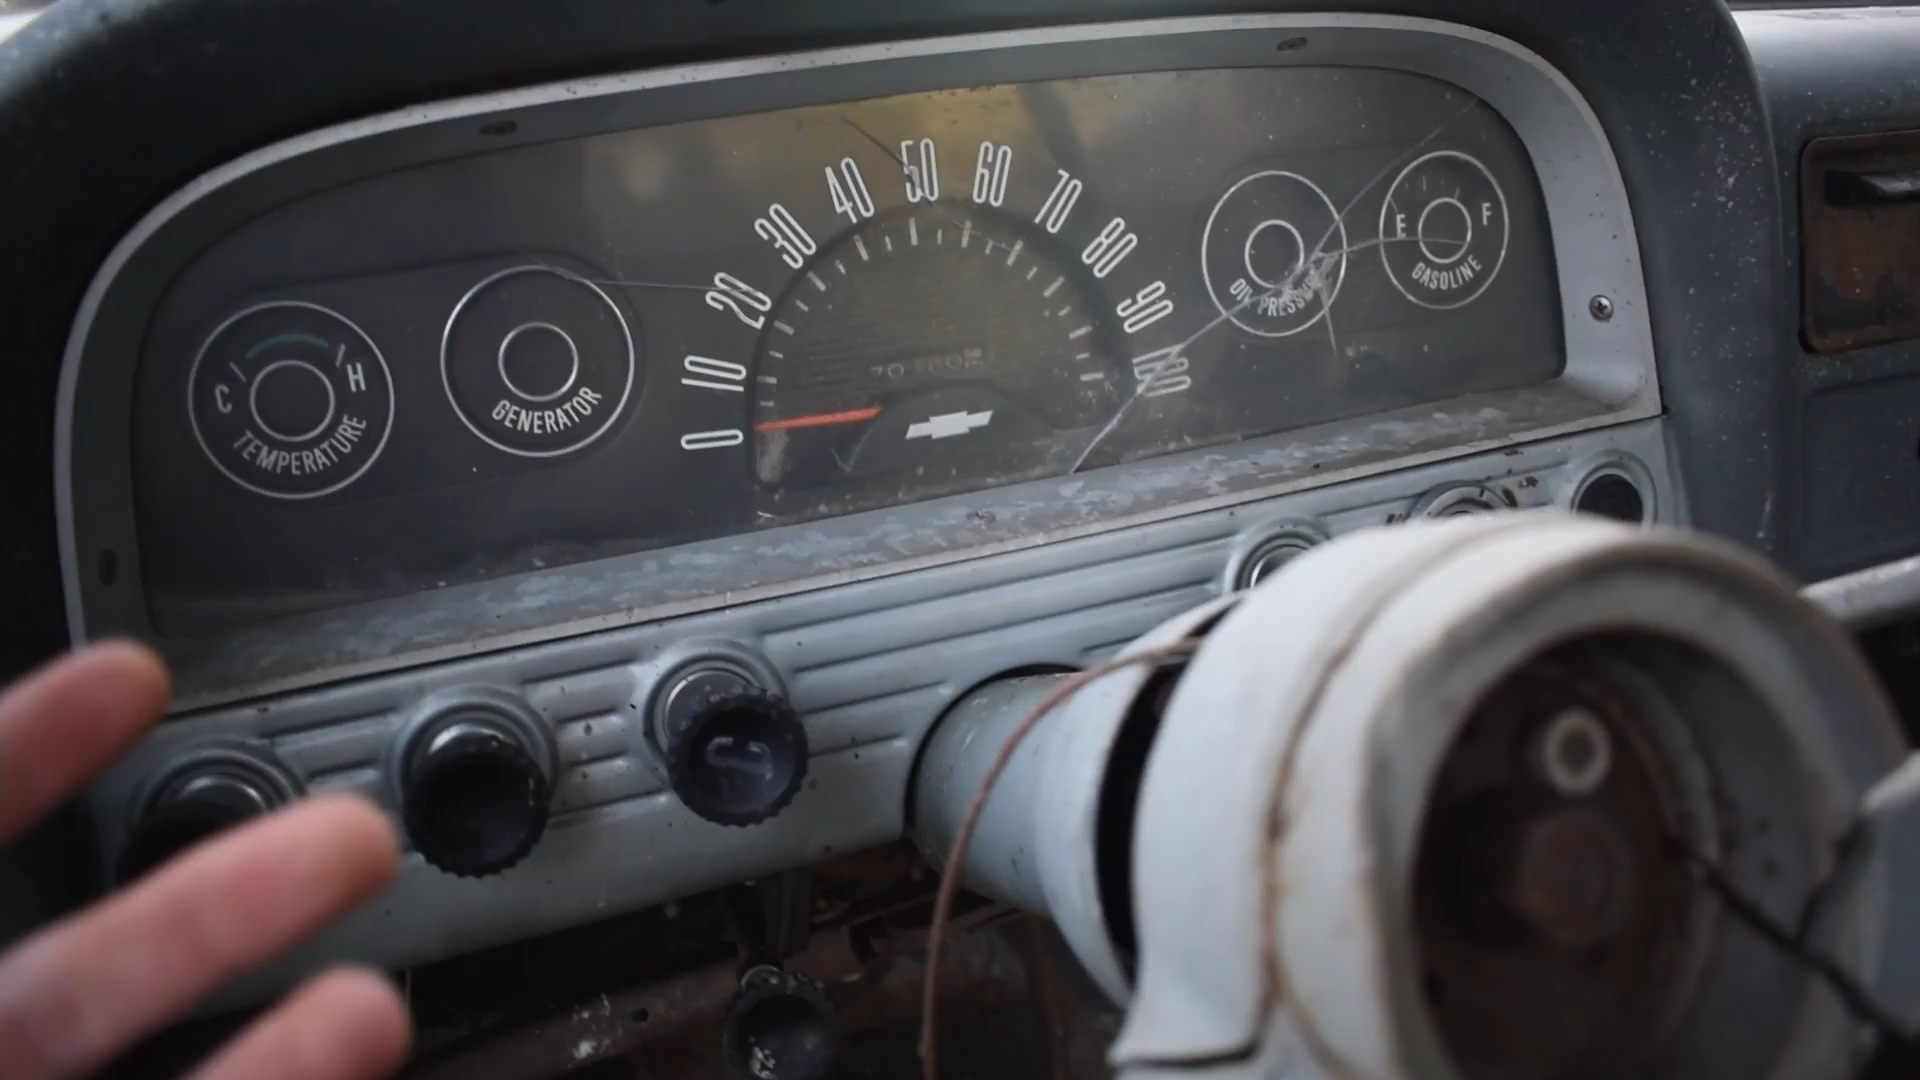 C H
TEMPERATURE
GENERATOR
0 10 20 30 40 50 60 70 80 90 100
OIL PRESSURE
E F
GASOLINE